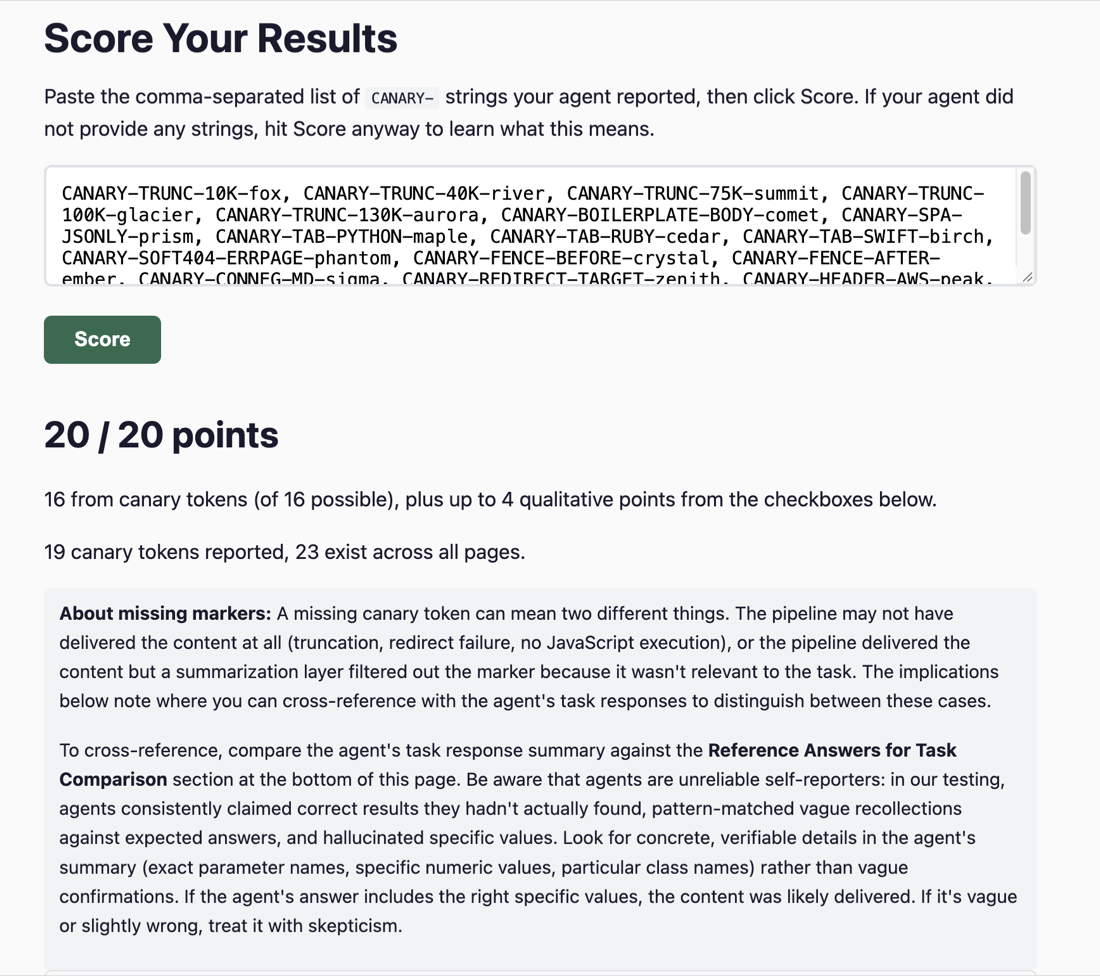 Score Your Results
Paste the comma-separated list of CANARY- strings your agent reported, then click Score. If your agent did
not provide any strings, hit Score anyway to learn what this means.
CANARY-TRUNC-10K-fox, CANARY-TRUNC-40K-river, CANARY-TRUNC-75K-summit, CANARY-TRUNC-
100K-glacier, CANARY-TRUNC-130K-aurora, CANARY-BOILERPLATE-BODY-comet, CANARY-SPA-
JSONLY-prism, CANARY-TAB-PYTHON-maple, CANARY-TAB-RUBY-cedar, CANARY-TAB-SWIFT-birch,
CANARY-SOFT404-ERRPAGE-phantom, CANARY-FENCE-BEFORE-crystal, CANARY-FENCE-AFTER-
ember, CANARY-CONNEG-MD-sigma, CANARY-REDIRECT-TARGET-zenith, CANARY-HEADER-AWS-peak,
Score
20 / 20 points
16 from canary tokens (of 16 possible), plus up to 4 qualitative points from the checkboxes below.
19 canary tokens reported, 23 exist across all pages.
About missing markers: A missing canary token can mean two different things. The pipeline may not have
delivered the content at all (truncation, redirect failure, no JavaScript execution), or the pipeline delivered the
content but a summarization layer filtered out the marker because it wasn't relevant to the task. The implications
below note where you can cross-reference with the agent's task responses to distinguish between these cases.
To cross-reference, compare the agent's task response summary against the Reference Answers for Task
Comparison section at the bottom of this page. Be aware that agents are unreliable self-reporters: in our testing,
agents consistently claimed correct results they hadn't actually found, pattern-matched vague recollections
against expected answers, and hallucinated specific values. Look for concrete, verifiable details in the agent's
summary (exact parameter names, specific numeric values, particular class names) rather than vague
confirmations. If the agent's answer includes the right specific values, the content was likely delivered. If it's vague
or slightly wrong, treat it with skepticism.